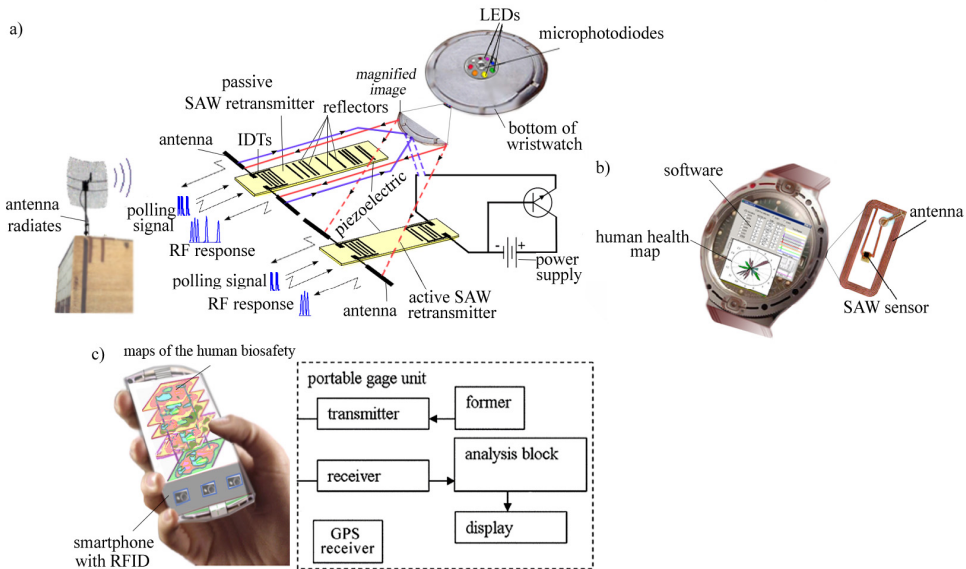 a)
LEDs
microphotodiodes
magnified
image
bottom of
wristwatch
passive
SAW retransmitter
reflectors
antenna
IDTs
piezoelectric
antenna
radiates
polling
signal
RF response
polling signal
RF response
antenna
active SAW
retransmitter
-
+
power
supply
b)
software
human health
map
antenna
SAW sensor
c)
maps of the human biosafety
smartphone
with RFID
portable gage unit
transmitter
former
receiver
analysis block
display
GPS
receiver